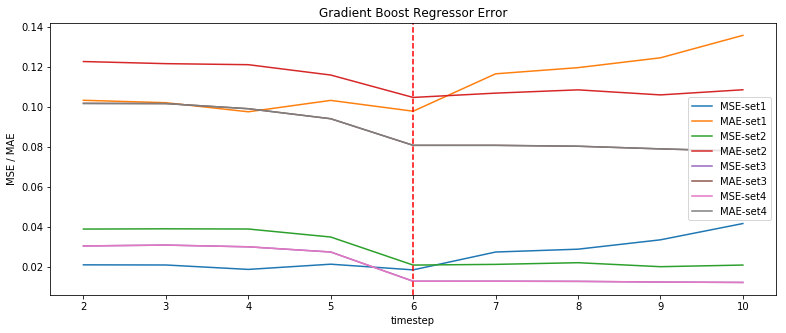 Gradient Boost Regressor Error
MSE / MAE
0.14
0.12
0.10
0.08
0.06
0.04
0.02
MSE-set1
MAE-set1
MSE-set2
MAE-set2
MSE-set3
MAE-set3
MSE-set4
MAE-set4
2 3 4 5 6 7 8 9 10
timestep